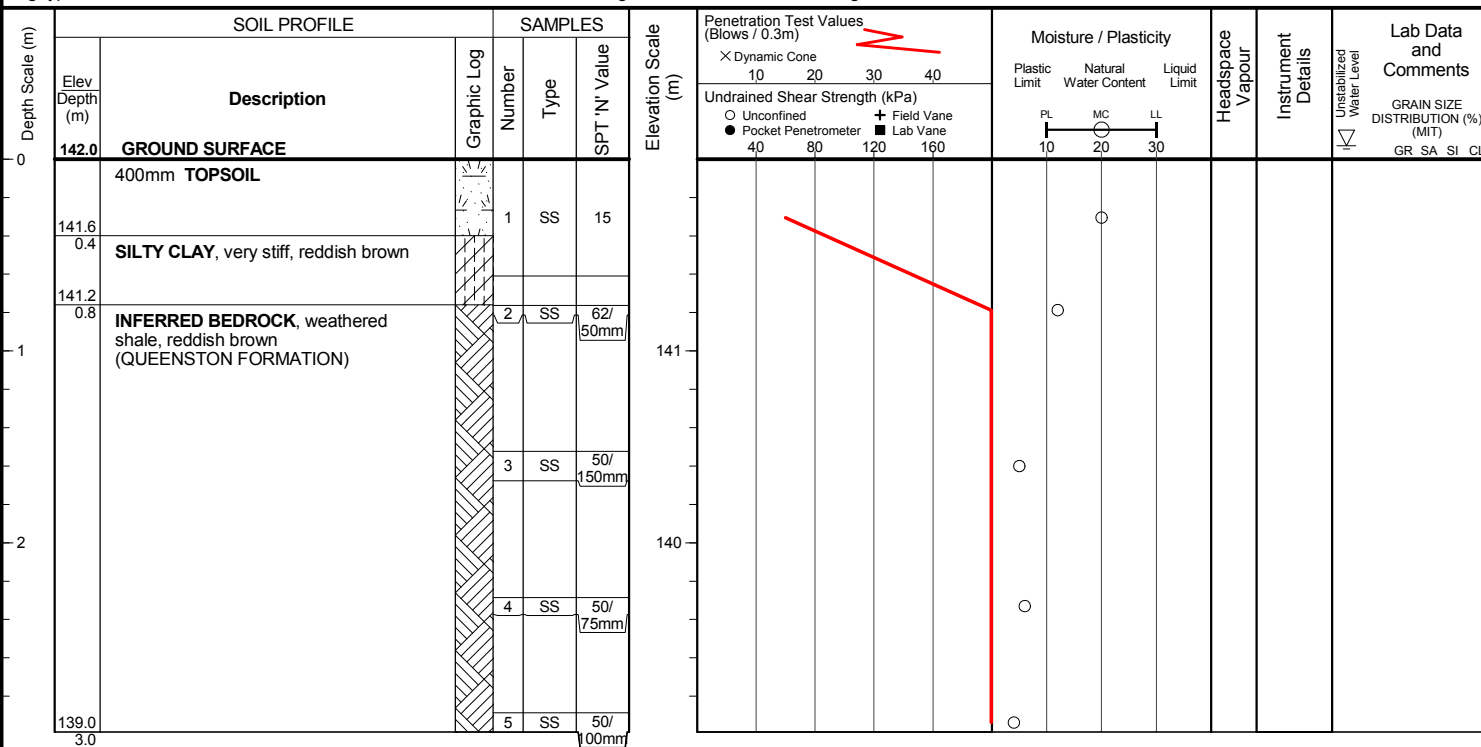 SOIL PROFILE
SAMPLES
Depth Scale (m)
Elev
Depth
(m)
Description
Graphic Log
Number
Type
SPT 'N' Value
Elevation Scale
(m)
Penetration Test Values
(Blows / 0.3m)
× Dynamic Cone
10 20 30 40
Undrained Shear Strength (kPa)
Unconfined
Field Vane
Pocket Penetrometer
Lab Vane
40 80 120 160
Moisture / Plasticity
Plastic
Limit
Natural
Water Content
Liquid
Limit
PL MC LL
10 20 30
Headspace
Vapour
Instrument
Details
Unstabilized
Water Level
Lab Data
and
Comments
GRAIN SIZE
DISTRIBUTION (%)
(MIT)
GR SA SI CL
142.0 GROUND SURFACE
0
400mm TOPSOIL
1 SS 15
141.6
0.4
SILTY CLAY, very stiff, reddish brown
141.2
0.8
INFERRED BEDROCK, weathered
shale, reddish brown
(QUEENSTON FORMATION)
2 SS 62/
50mm
1
141
3 SS 50/
150mm
2
140
4 SS 50/
75mm
139.0
3.0
5 SS 50/
100mm